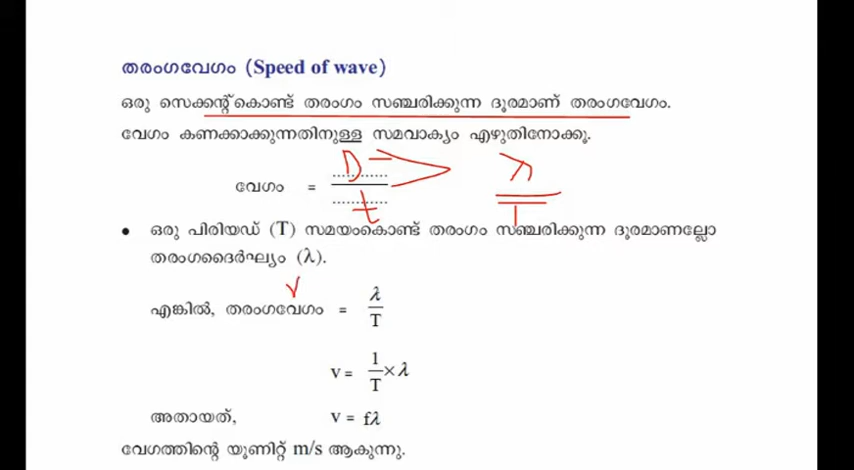 തരംഗവേഗം (Speed of wave)
ഒരു സെക്കന്റ്കൊണ്ട് തരംഗം സഞ്ചരിക്കുന്ന ദൂരമാണ് തരംഗവേഗം.
വേഗം കണക്കാക്കുന്നതിനുള്ള സമവാക്യം എഴുതിനോക്കൂ.
വേഗം = D / t λ / T
• ഒരു പിരിയഡ് (T) സമയംകൊണ്ട് തരംഗം സഞ്ചരിക്കുന്ന ദൂരമാണല്ലോ
തരംഗദൈർഘ്യം (λ).
v
എങ്കിൽ, തരംഗവേഗം = λ / T
v = 1 / T × λ
അതായത്, v = fλ
വേഗത്തിന്റെ യൂണിറ്റ് m/s ആകുന്നു.